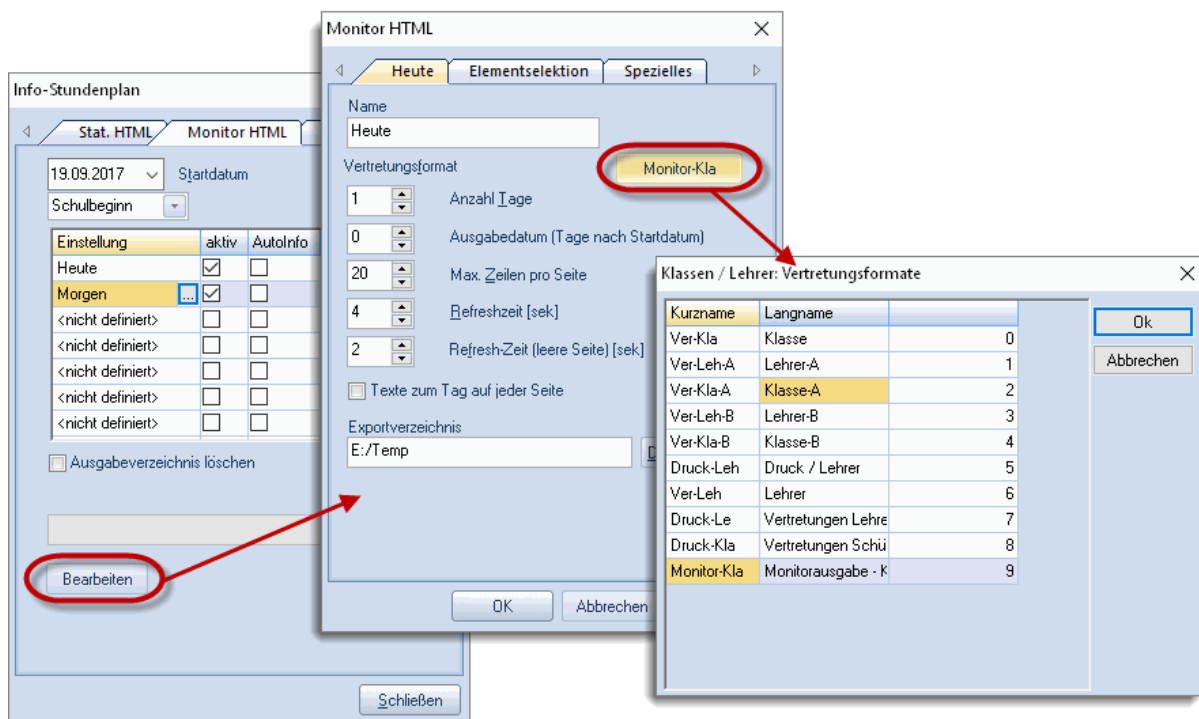 Info-Stundenplan
Stat. HTML
Monitor HTML
19.09.2017
Startdatum
Schulbeginn
Einstellung aktiv AutoInfo
Heute
Morgen ...
<nicht definiert>
<nicht definiert>
<nicht definiert>
<nicht definiert>
<nicht definiert>
Ausgabeverzeichnis löschen
Bearbeiten
Schließen
Monitor HTML
Heute
Elementselektion
Spezielles
Name
Heute
Vertretungsformat
Monitor-Kla
1 Anzahl Tage
0 Ausgabedatum (Tage nach Startdatum)
20 Max. Zeilen pro Seite
4 Refreshzeit [sek]
2 Refresh-Zeit (leere Seite) [sek]
Texte zum Tag auf jeder Seite
Exportverzeichnis
E:/Temp
OK
Abbrechen
Klassen / Lehrer: Vertretungsformate
Kurzname Langname
Ver-Kla Klasse 0
Ver-Leh-A Lehrer-A 1
Ver-Kla-A Klasse-A 2
Ver-Leh-B Lehrer-B 3
Ver-Kla-B Klasse-B 4
Druck-Leh Druck / Lehrer 5
Ver-Leh Lehrer 6
Druck-Le Vertretungen Lehre 7
Druck-Kla Vertretungen Schü 8
Monitor-Kla Monitorausgabe - K 9
Ok
Abbrechen